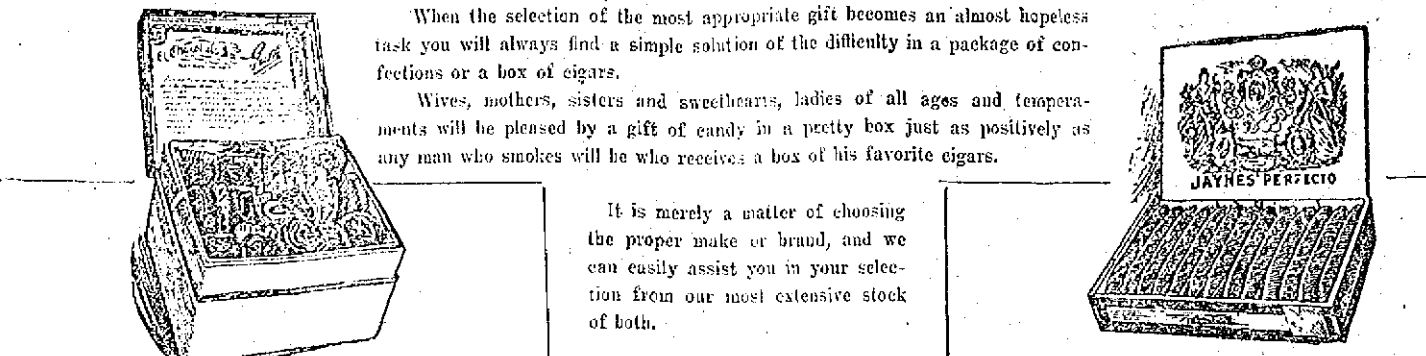 When the selection of the most appropriate gift becomes an almost hopeless
task you will always find a simple solution of the difficulty in a package of con-
fections or a box of cigars.
Wives, mothers, sisters and sweethearts, ladies of all ages and tempera-
ments will be pleased by a gift of candy in a pretty box just as positively as
any man who smokes will be who receives a box of his favorite cigars.
It is merely a matter of choosing
the proper make or brand, and we
can easily assist you in your selec-
tion from our most extensive stock
of both.
JAYNES' PERFECTO